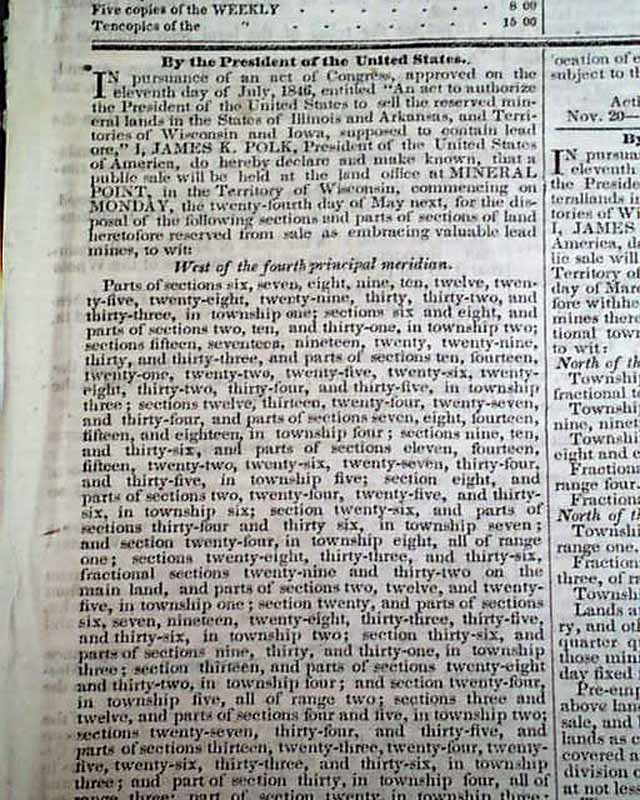 Five copies of the WEEKLY - - - - - - 8 00
Tencopies of the " - - - - - - 15 00
By the President of the United States.
IN pursuance of an act of Congress, approved on the
eleventh day of July, 1846, entitled "An act to authorize
the President of the United States to sell the reserved min-
eral lands in the States of Illinois and Arkansas, and Terri-
tories of Wisconsin and Iowa, supposed to contain lead
ore," I, JAMES K. POLK, President of the United States
of America, do hereby declare and make known, that a
public sale will be held at the land office at MINERAL
POINT, in the Territory of Wisconsin, commencing on
MONDAY, the twenty-fourth day of May next, for the dis-
posal of the following sections and parts of sections of land
heretofore reserved from sale as embracing valuable lead
mines, to wit:
West of the fourth principal meridian.
Parts of sections six, seven, eight, nine, ten, twelve, twen-
ty-five, twenty-eight, twenty-nine, thirty, thirty-two, and
thirty-three, in township one; sections six and eight, and
parts of sections two, ten, and thirty-one, in township two;
sections fifteen, seventeen, nineteen, twenty, twenty-nine,
thirty, and thirty-three, and parts of sections ten, fourteen,
twenty-one, twenty-two, twenty-five, twenty-six, twenty-
eight, thirty-two, thirty-four, and thirty-five, in township
three; sections twelve, thirteen, twenty-four, twenty-seven,
and thirty-four, and parts of sections seven, eight, fourteen,
fifteen, and eighteen, in township four; sections nine, ten,
and thirty-six, and parts of sections eleven, fourteen,
fifteen, twenty-two, twenty-six, twenty-seven, thirty-four,
and thirty-five, in township five; section eight, and
parts of sections two, twenty-four, twenty-five, and thirty-
six, in township six; section twenty-six, and parts of
sections thirty-four and thirty six, in township seven;
and section twenty-four, in township eight, all of range
one; sections twenty-eight, thirty-three, and thirty-six,
fractional sections twenty-nine and thirty-two on the
main land, and parts of sections two, twelve, and twenty-
five, in township one; section twenty, and parts of sections
six, seven, nineteen, twenty-eight, thirty-three, thirty-five,
and thirty-six, in township two; section thirty-six, and
parts of sections nine, thirty, and thirty-one, in township
three; section thirteen, and parts of sections twenty-eight
and thirty-two, in township four; and section twenty-four,
in township five, all of range two; sections three and
twelve, and parts of sections four and five, in township two;
sections twenty-seven, thirty-four, and thirty-five, and
parts of sections thirteen, twenty-three, twenty-four, twenty-
five, twenty-six, thirty-one, and thirty-six, in township
three; and part of section thirty, in township four, all of
range three; part of section twenty, in township three;
ocation of
subject to
Nov. 20—
By
IN pursuan
eleventh
the Preside
teral lands in
tories of Wi
I, JAMES
America, do
lic sale will
Territory of
day of Mar
fore withhe
mines there
tional town
to wit:
North of th
Township
fractional to
Township
nine, ninet
Township
eight and e
Fractiona
range four.
Fractiona
North of th
Townshi
range one.
Fraction
three, of r
Townshi
Lands a
ry, and oth
quarter q
those min
day fixed
Pre-em
above lan
sale, and
lands as c
covered a
division o
at not less